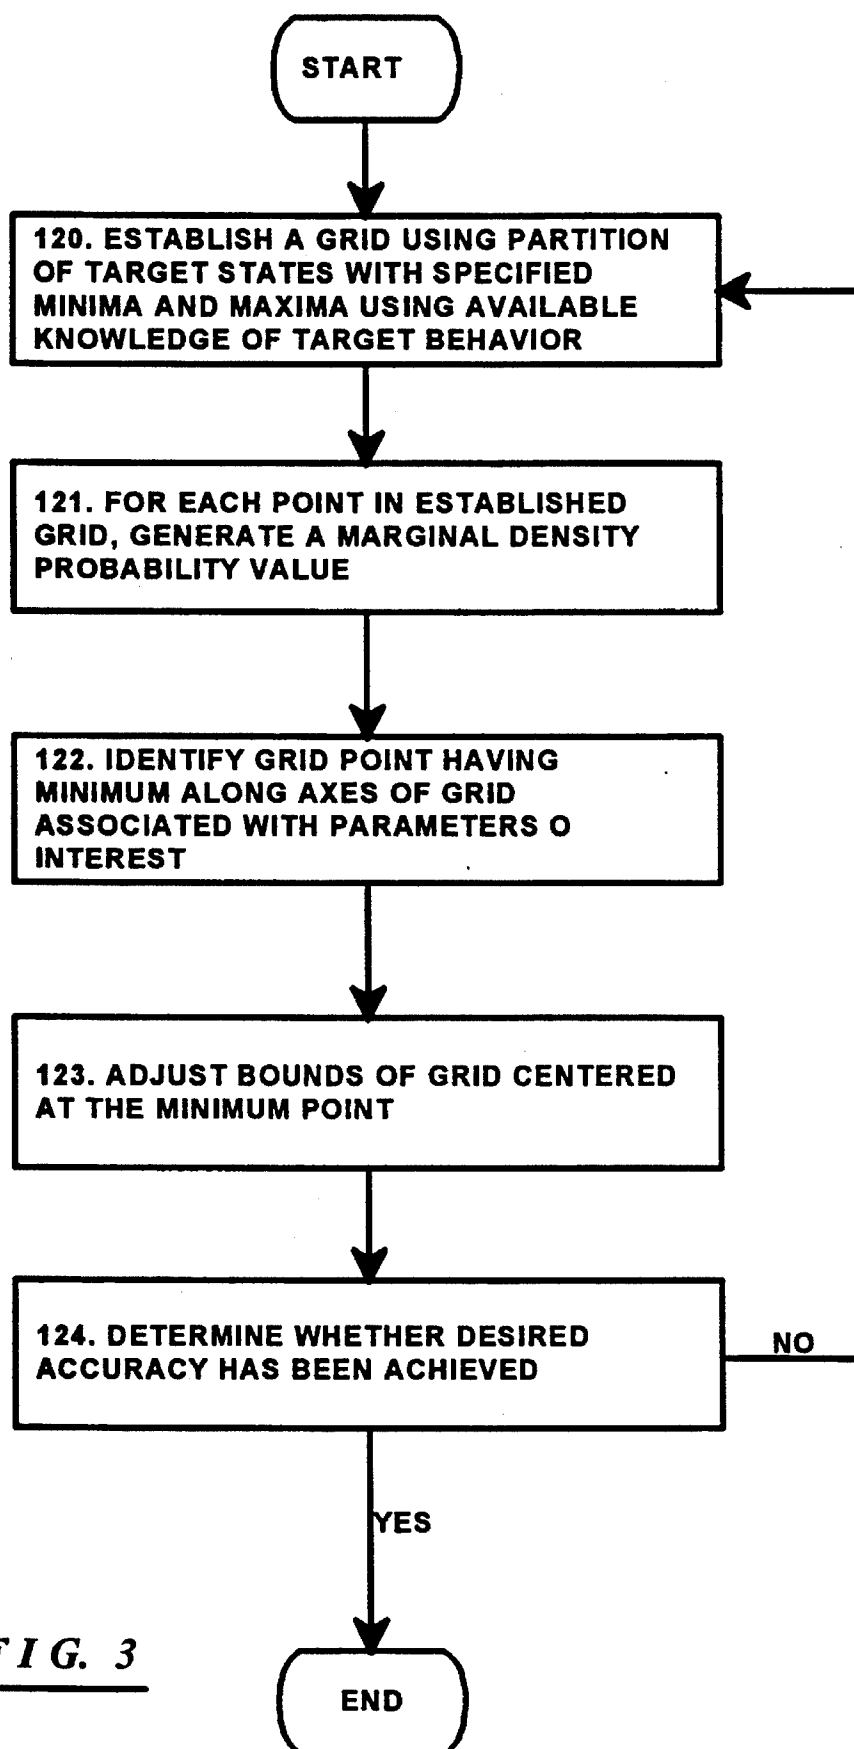 START
120. ESTABLISH A GRID USING PARTITION
OF TARGET STATES WITH SPECIFIED
MINIMA AND MAXIMA USING AVAILABLE
KNOWLEDGE OF TARGET BEHAVIOR
121. FOR EACH POINT IN ESTABLISHED
GRID, GENERATE A MARGINAL DENSITY
PROBABILITY VALUE
122. IDENTIFY GRID POINT HAVING
MINIMUM ALONG AXES OF GRID
ASSOCIATED WITH PARAMETERS O
INTEREST
123. ADJUST BOUNDS OF GRID CENTERED
AT THE MINIMUM POINT
124. DETERMINE WHETHER DESIRED
ACCURACY HAS BEEN ACHIEVED
NO
YES
FIG. 3
END